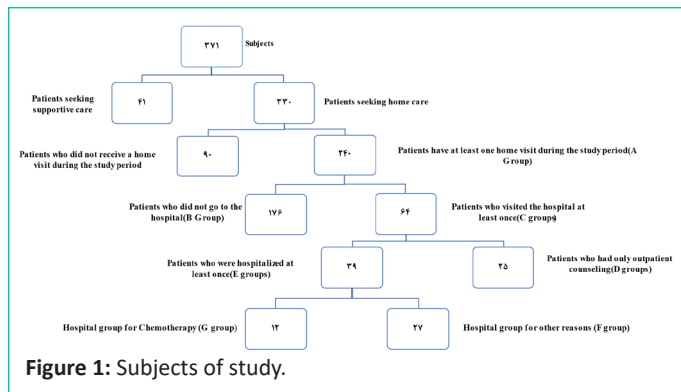 ۳۷۱
Subjects
Patients seeking
supportive care
۴۱
۳۳۰
Patients seeking home care
Patients who did not receive a home
visit during the study period
۹۰
۲۴۰
Patients have at least one home visit during the study period(A
Group)
Patients who did not go to the
hospital(B Group)
۱۷۶
۶۴
Patients who visited the hospital at
least once(C groups)
Patients who were hospitalized at
least once(E groups)
۳۹
۲۵
Patients who had only outpatient
counseling(D groups)
Hospital group for Chemotherapy (G group)
۱۲
۲۷
Hospital group for other reasons (F group)
Figure 1: Subjects of study.